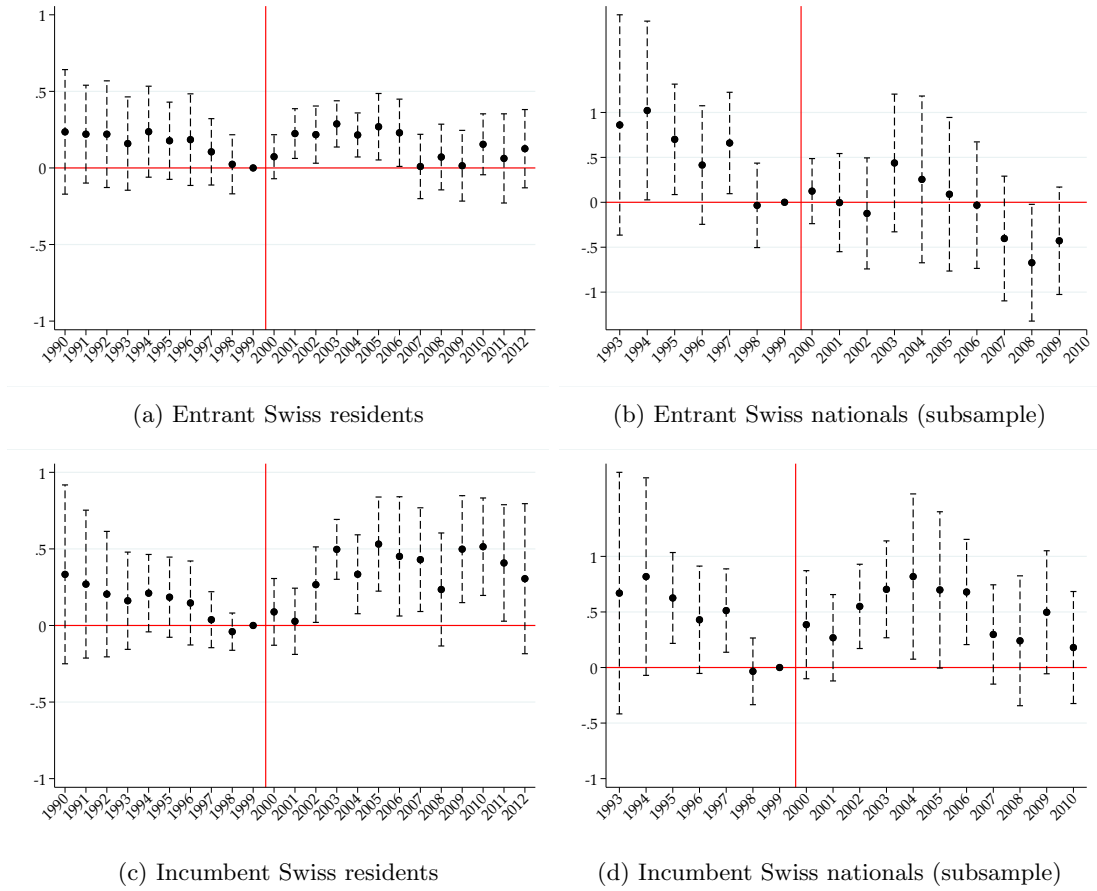 1
.5
0
-.5
-1
1990 1991 1992 1993 1994 1995 1996 1997 1998 1999 2000 2001 2002 2003 2004 2005 2006 2007 2008 2009 2010 2011 2012
(a) Entrant Swiss residents
1
.5
0
-.5
-1
1993 1994 1995 1996 1997 1998 1999 2000 2001 2002 2003 2004 2005 2006 2007 2008 2009 2010
(b) Entrant Swiss nationals (subsample)
1
.5
0
-.5
-1
1990 1991 1992 1993 1994 1995 1996 1997 1998 1999 2000 2001 2002 2003 2004 2005 2006 2007 2008 2009 2010 2011 2012
(c) Incumbent Swiss residents
1
.5
0
-.5
-1
1993 1994 1995 1996 1997 1998 1999 2000 2001 2002 2003 2004 2005 2006 2007 2008 2009 2010
(d) Incumbent Swiss nationals (subsample)